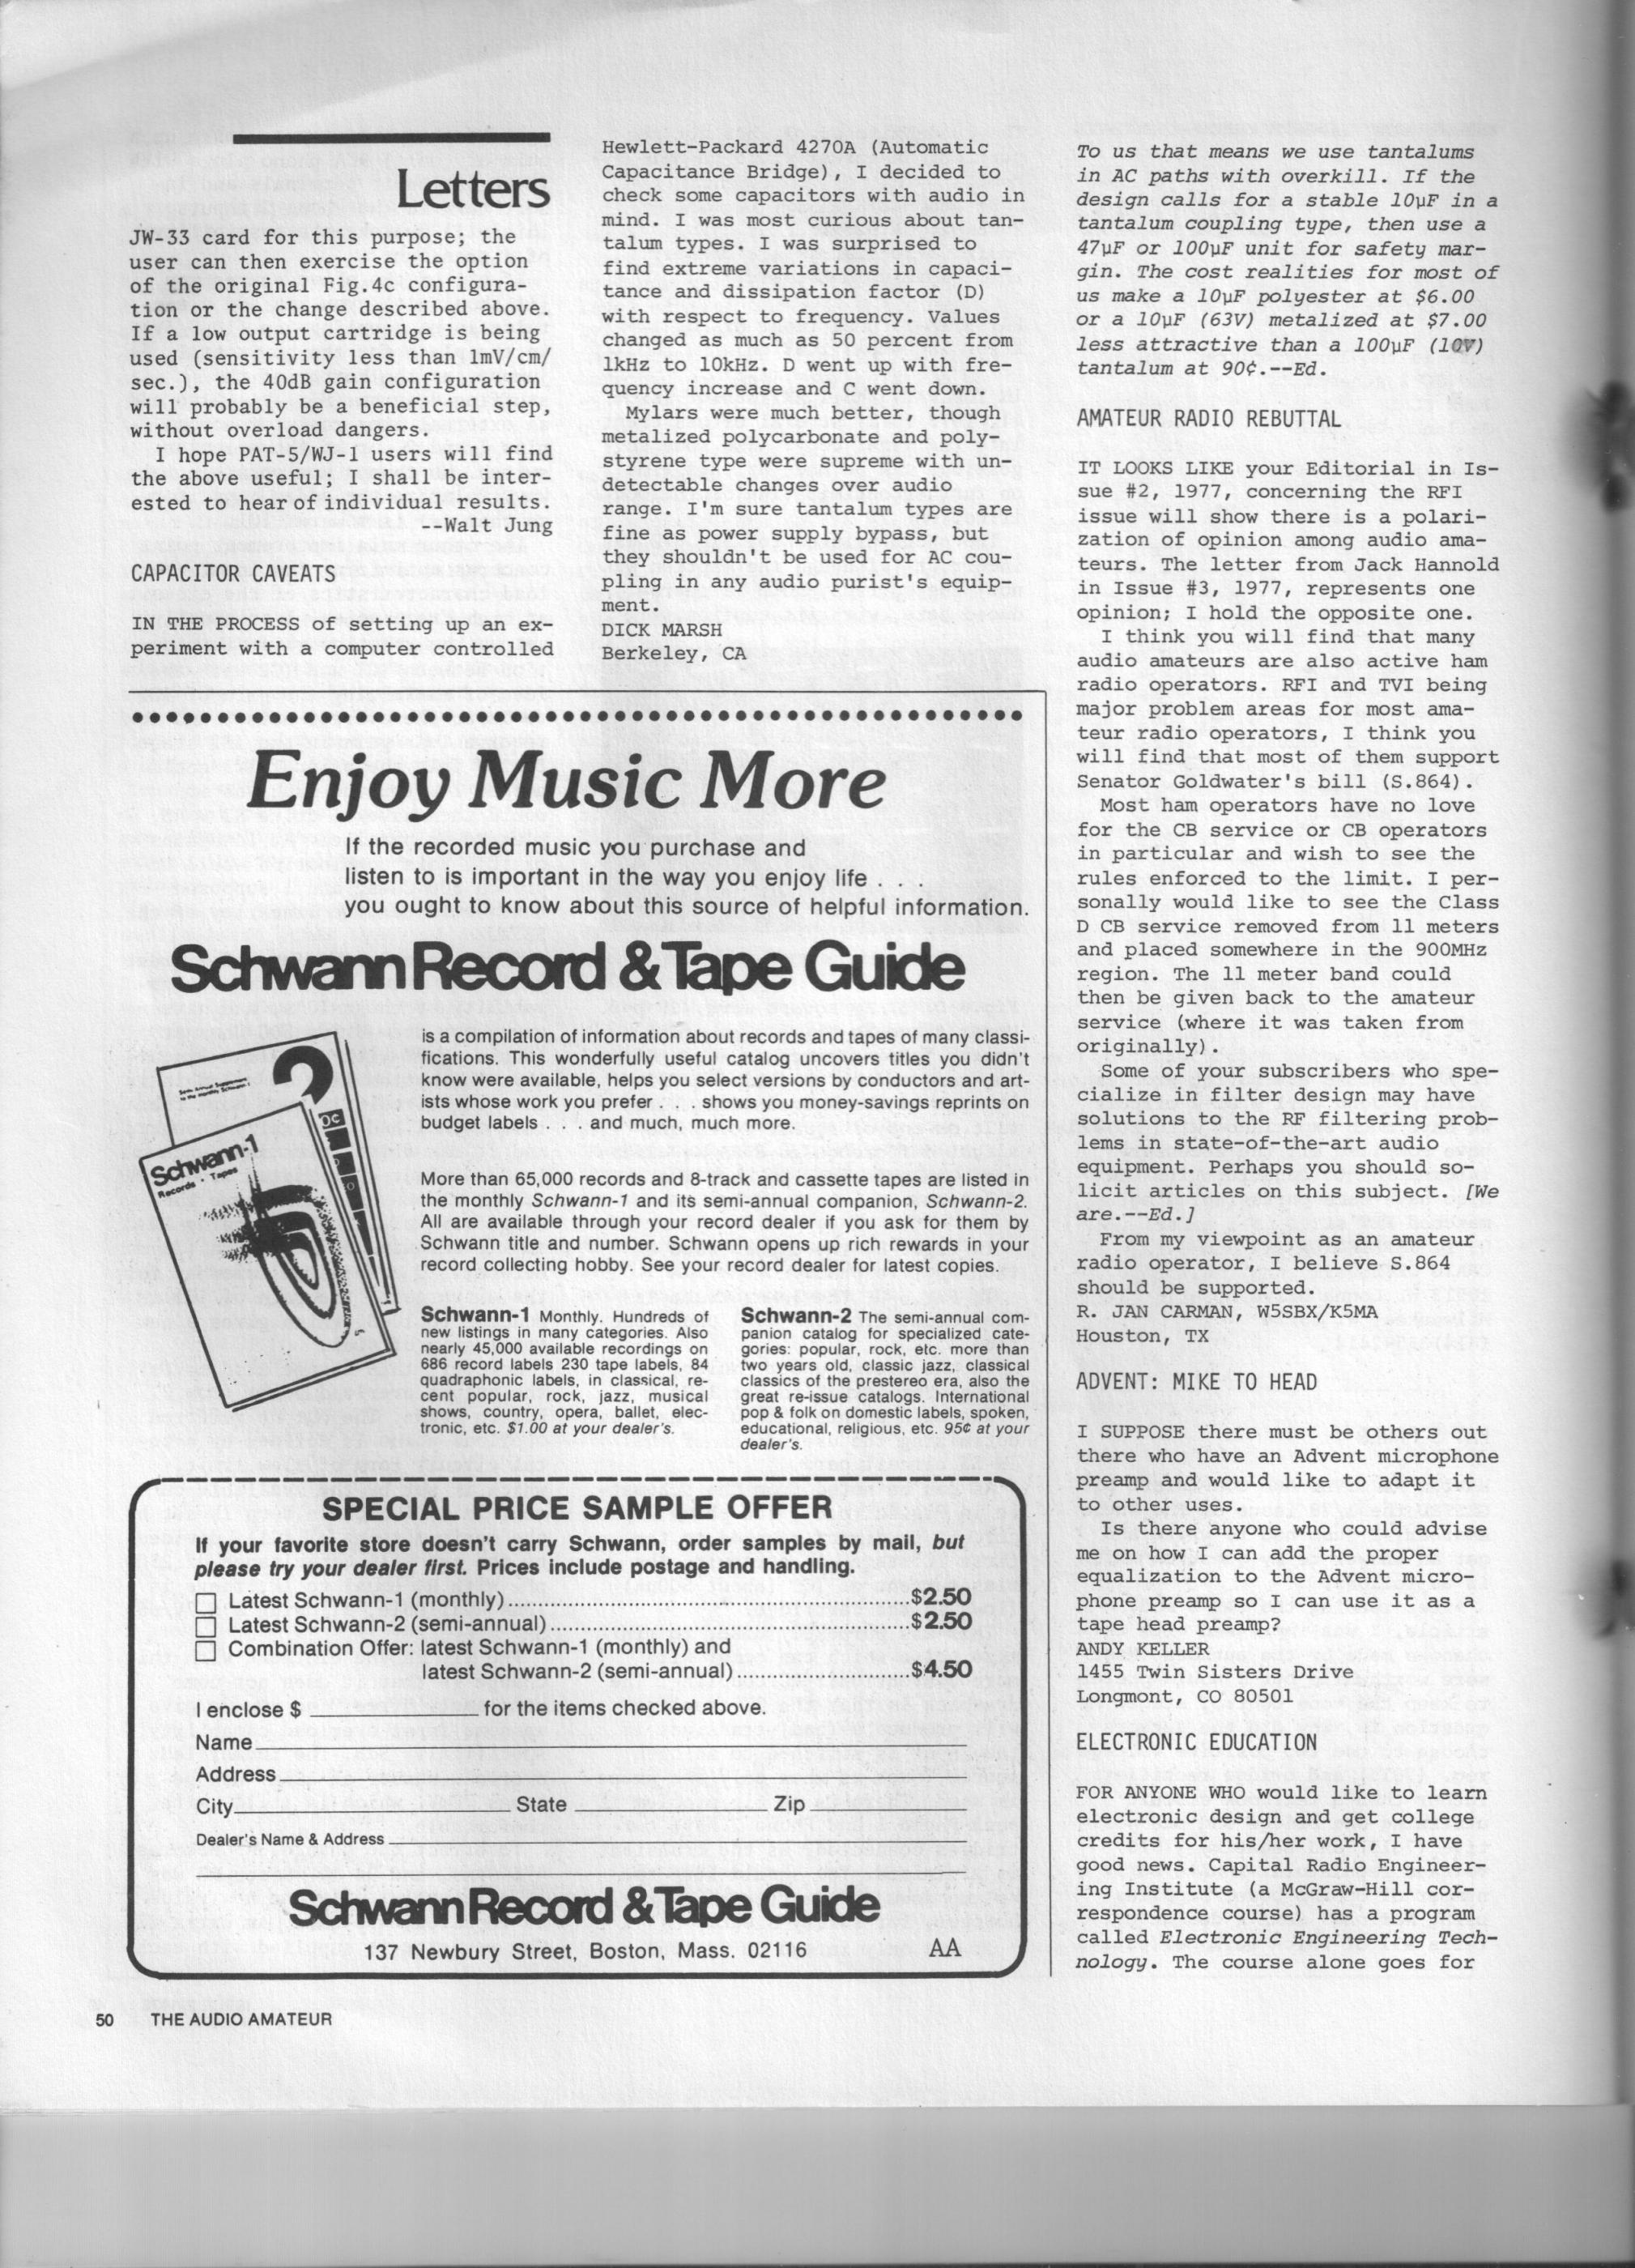 Letters
JW-33 card for this purpose; the
user can then exercise the option
of the original Fig.4c configura-
tion or the change described above.
If a low output cartridge is being
used (sensitivity less than 1mV/cm/
sec.), the 40dB gain configuration
will probably be a beneficial step,
without overload dangers.
I hope PAT-5/WJ-1 users will find
the above useful; I shall be inter-
ested to hear of individual results.
--Walt Jung
CAPACITOR CAVEATS
IN THE PROCESS of setting up an ex-
periment with a computer controlled
Hewlett-Packard 4270A (Automatic
Capacitance Bridge), I decided to
check some capacitors with audio in
mind. I was most curious about tan-
talum types. I was surprised to
find extreme variations in capaci-
tance and dissipation factor (D)
with respect to frequency. Values
changed as much as 50 percent from
1kHz to 10kHz. D went up with fre-
quency increase and C went down.
Mylars were much better, though
metalized polycarbonate and poly-
styrene type were supreme with un-
detectable changes over audio
range. I'm sure tantalum types are
fine as power supply bypass, but
they shouldn't be used for AC cou-
pling in any audio purist's equip-
ment.
DICK MARSH
Berkeley, CA
To us that means we use tantalums
in AC paths with overkill. If the
design calls for a stable 10µF in a
tantalum coupling type, then use a
47µF or 100µF unit for safety mar-
gin. The cost realities for most of
us make a 10µF polyester at $6.00
or a 10µF (63V) metalized at $7.00
less attractive than a 100µF (10V)
tantalum at 90¢.--Ed.
AMATEUR RADIO REBUTTAL
IT LOOKS LIKE your Editorial in Is-
sue #2, 1977, concerning the RFI
issue will show there is a polari-
zation of opinion among audio ama-
teurs. The letter from Jack Hannold
in Issue #3, 1977, represents one
opinion; I hold the opposite one.
I think you will find that many
audio amateurs are also active ham
radio operators. RFI and TVI being
major problem areas for most ama-
teur radio operators, I think you
will find that most of them support
Senator Goldwater's bill (S.864).
Most ham operators have no love
for the CB service or CB operators
in particular and wish to see the
rules enforced to the limit. I per-
sonally would like to see the Class
D CB service removed from 11 meters
and placed somewhere in the 900MHz
region. The 11 meter band could
then be given back to the amateur
service (where it was taken from
originally).
Some of your subscribers who spe-
cialize in filter design may have
solutions to the RF filtering prob-
lems in state-of-the-art audio
equipment. Perhaps you should so-
licit articles on this subject. [We
are.--Ed.]
From my viewpoint as an amateur
radio operator, I believe S.864
should be supported.
R. JAN CARMAN, W5SBX/K5MA
Houston, TX
ADVENT: MIKE TO HEAD
I SUPPOSE there must be others out
there who have an Advent microphone
preamp and would like to adapt it
to other uses.
Is there anyone who could advise
me on how I can add the proper
equalization to the Advent micro-
phone preamp so I can use it as a
tape head preamp?
ANDY KELLER
1455 Twin Sisters Drive
Longmont, CO 80501
ELECTRONIC EDUCATION
FOR ANYONE WHO would like to learn
electronic design and get college
credits for his/her work, I have
good news. Capital Radio Engineer-
ing Institute (a McGraw-Hill cor-
respondence course) has a program
called Electronic Engineering Tech-
nology. The course alone goes for
Enjoy Music More
If the recorded music you purchase and
listen to is important in the way you enjoy life . . .
you ought to know about this source of helpful information.
Schwann Record & Tape Guide
Semi-Annual Supplement
to the monthly Schwann-1
2
Schwann-1
Records · Tapes
is a compilation of information about records and tapes of many classi-
fications. This wonderfully useful catalog uncovers titles you didn't
know were available, helps you select versions by conductors and art-
ists whose work you prefer . . . shows you money-savings reprints on
budget labels . . . and much, much more.
More than 65,000 records and 8-track and cassette tapes are listed in
the monthly Schwann-1 and its semi-annual companion, Schwann-2.
All are available through your record dealer if you ask for them by
Schwann title and number. Schwann opens up rich rewards in your
record collecting hobby. See your record dealer for latest copies.
Schwann-1 Monthly. Hundreds of
new listings in many categories. Also
nearly 45,000 available recordings on
686 record labels 230 tape labels, 84
quadraphonic labels, in classical, re-
cent popular, rock, jazz, musical
shows, country, opera, ballet, elec-
tronic, etc. $1.00 at your dealer's.
Schwann-2 The semi-annual com-
panion catalog for specialized cate-
gories: popular, rock, etc. more than
two years old, classic jazz, classical
classics of the prestereo era, also the
great re-issue catalogs. International
pop & folk on domestic labels, spoken,
educational, religious, etc. 95¢ at your
dealer's.
SPECIAL PRICE SAMPLE OFFER
If your favorite store doesn't carry Schwann, order samples by mail, but
please try your dealer first. Prices include postage and handling.
Latest Schwann-1 (monthly) $2.50
Latest Schwann-2 (semi-annual) $2.50
Combination Offer: latest Schwann-1 (monthly) and
latest Schwann-2 (semi-annual) $4.50
I enclose $ for the items checked above.
Name
Address
City State Zip
Dealer's Name & Address
Schwann Record & Tape Guide
137 Newbury Street, Boston, Mass. 02116 AA
50 THE AUDIO AMATEUR